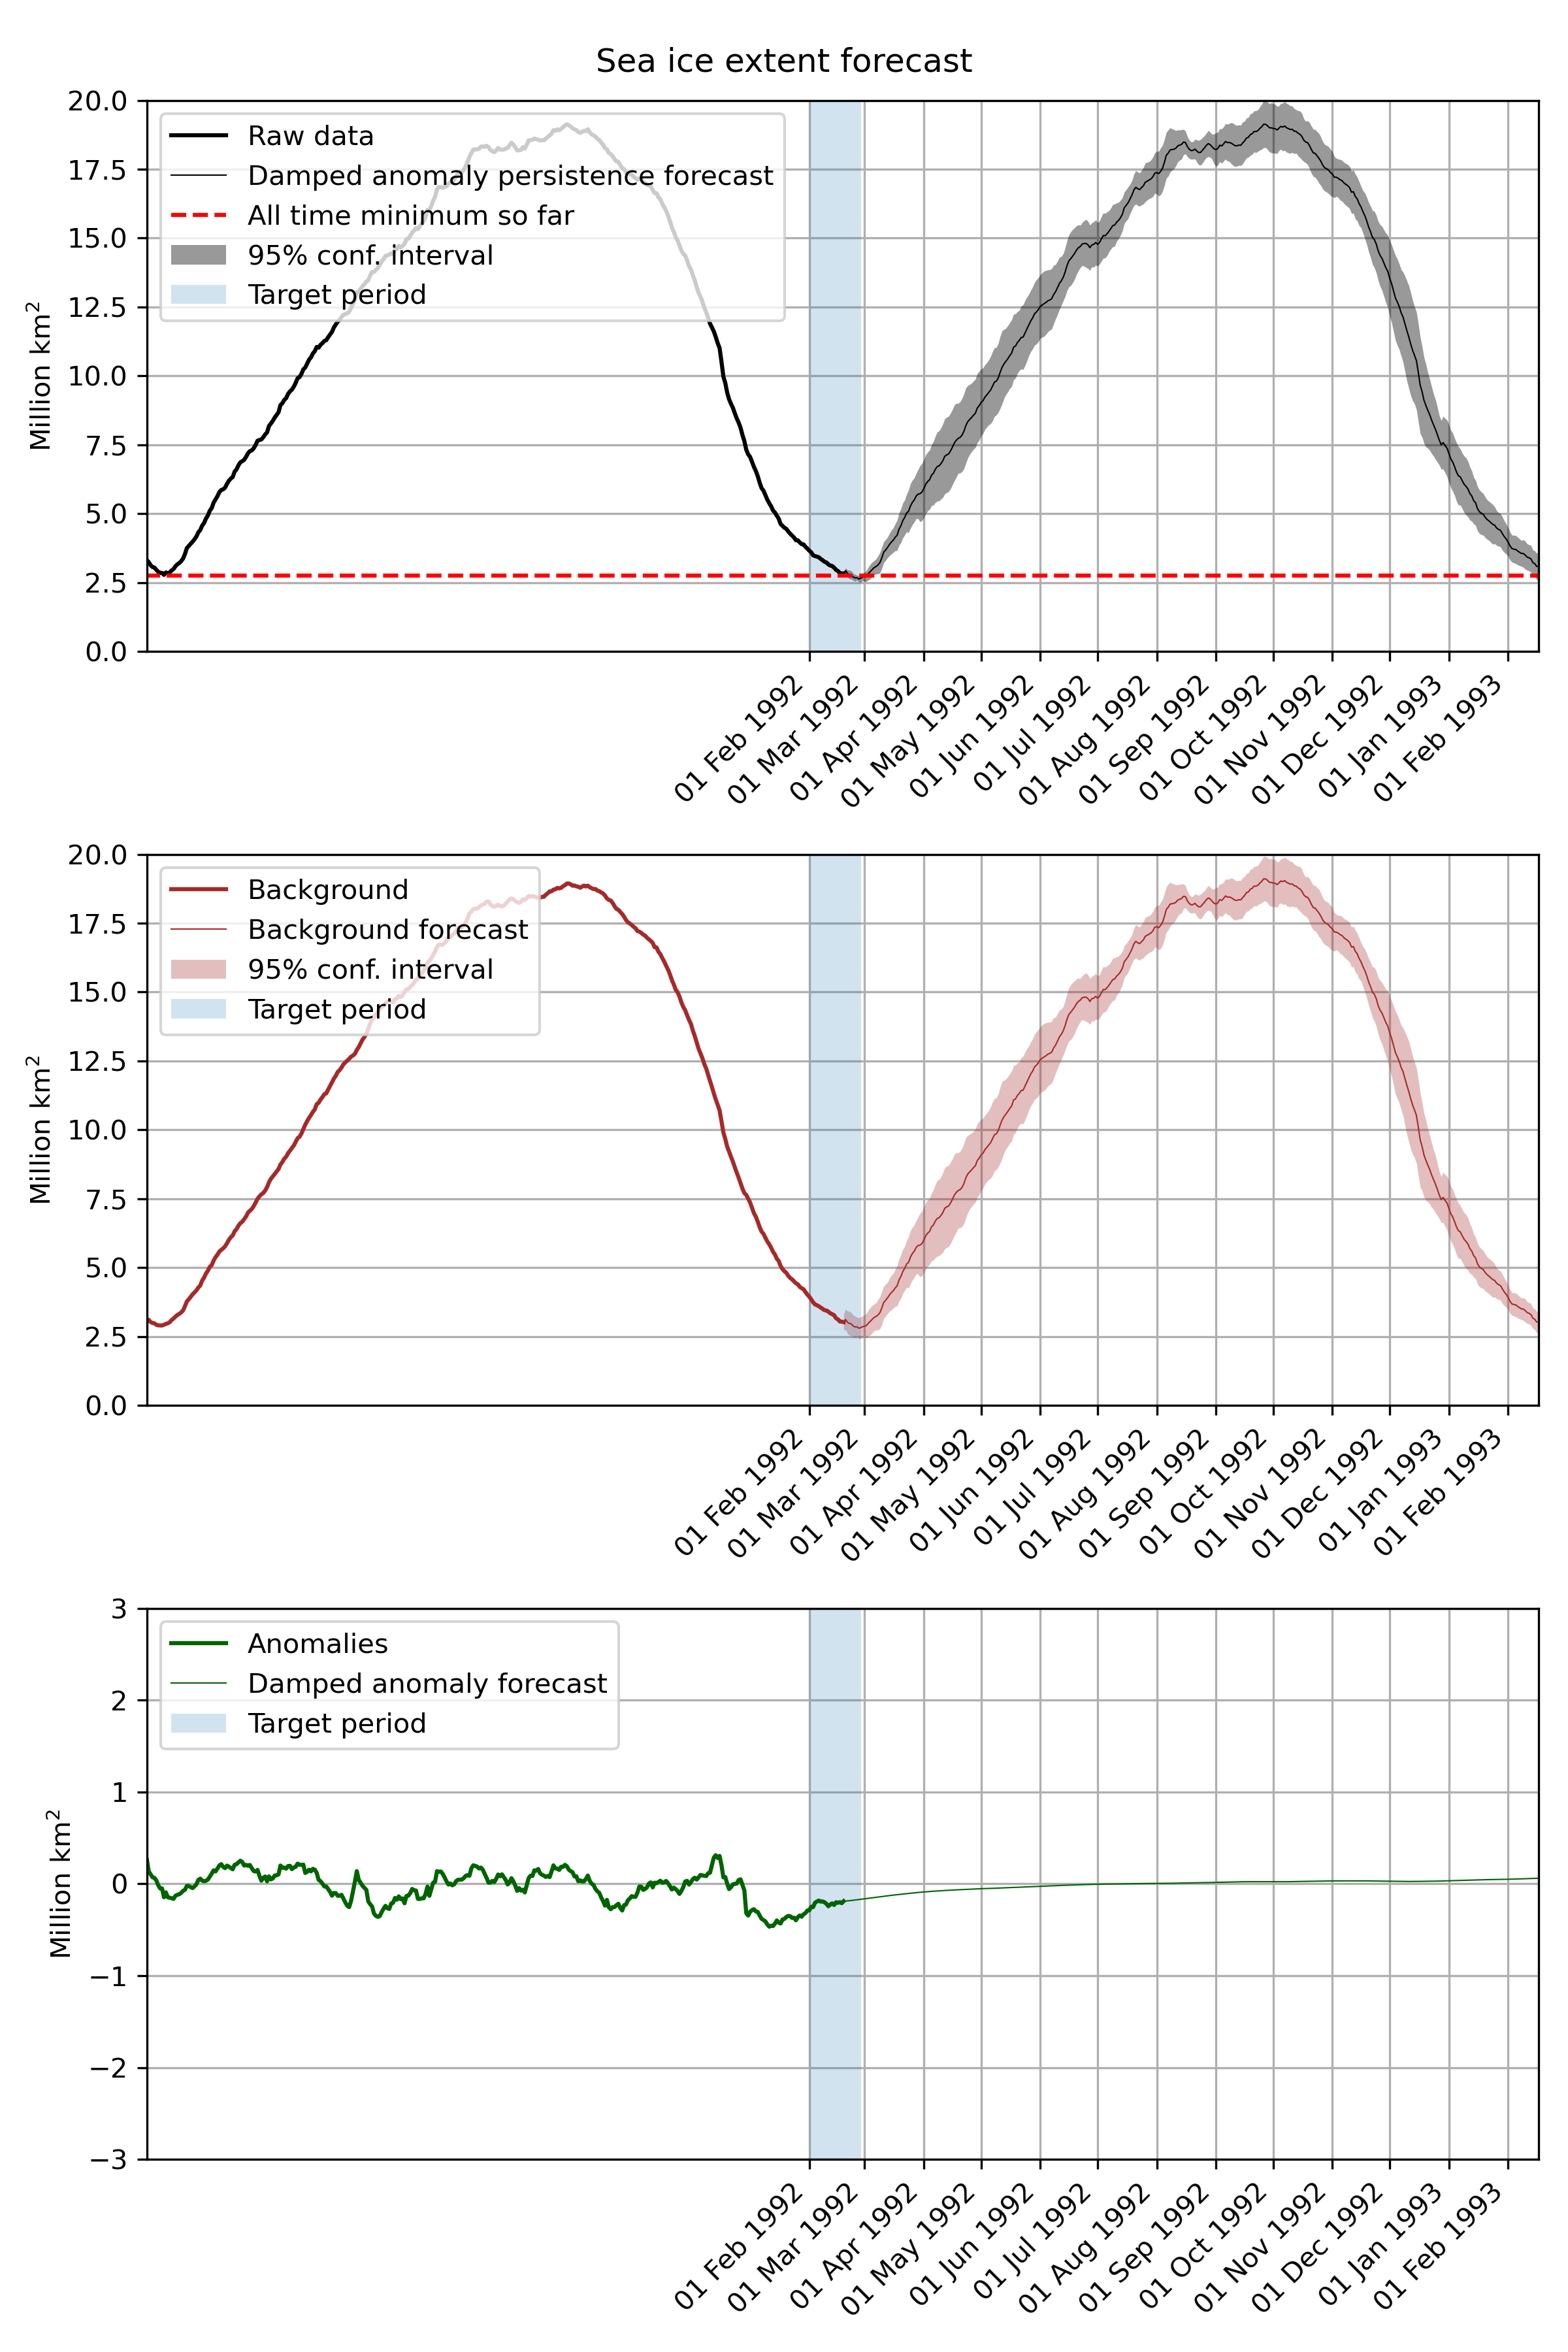 Sea ice extent forecast
20.0
17.5
15.0
12.5
10.0
7.5
5.0
2.5
0.0
Million km²
Raw data
Damped anomaly persistence forecast
All time minimum so far
95% conf. interval
Target period
01 Feb 1992
01 Mar 1992
01 Apr 1992
01 May 1992
01 Jun 1992
01 Jul 1992
01 Aug 1992
01 Sep 1992
01 Oct 1992
01 Nov 1992
01 Dec 1992
01 Jan 1993
01 Feb 1993
20.0
17.5
15.0
12.5
10.0
7.5
5.0
2.5
0.0
Million km²
Background
Background forecast
95% conf. interval
Target period
01 Feb 1992
01 Mar 1992
01 Apr 1992
01 May 1992
01 Jun 1992
01 Jul 1992
01 Aug 1992
01 Sep 1992
01 Oct 1992
01 Nov 1992
01 Dec 1992
01 Jan 1993
01 Feb 1993
3
2
1
0
−1
−2
−3
Million km²
Anomalies
Damped anomaly forecast
Target period
01 Feb 1992
01 Mar 1992
01 Apr 1992
01 May 1992
01 Jun 1992
01 Jul 1992
01 Aug 1992
01 Sep 1992
01 Oct 1992
01 Nov 1992
01 Dec 1992
01 Jan 1993
01 Feb 1993